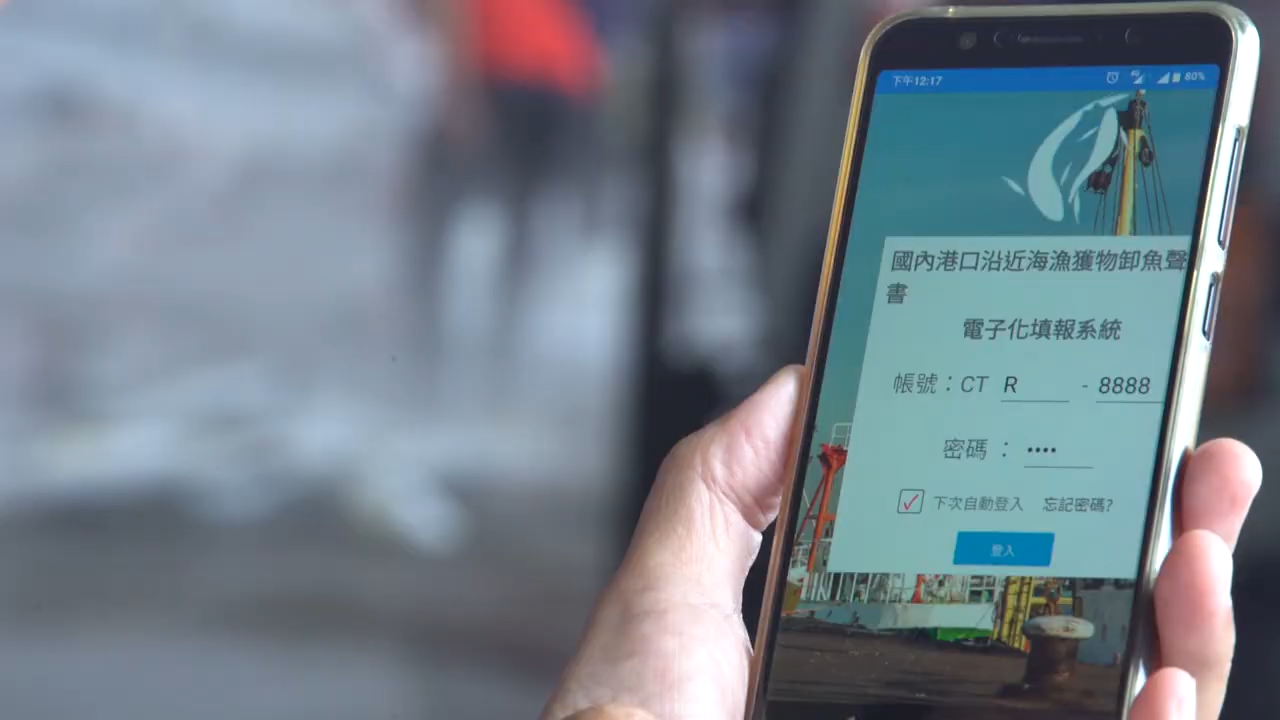 下午12:17
4G
80%
國內港口沿近海漁獲物卸魚聲
書
電子化填報系統
帳號：CT R - 8888
密碼： ••••
下次自動登入 忘記密碼?
登入